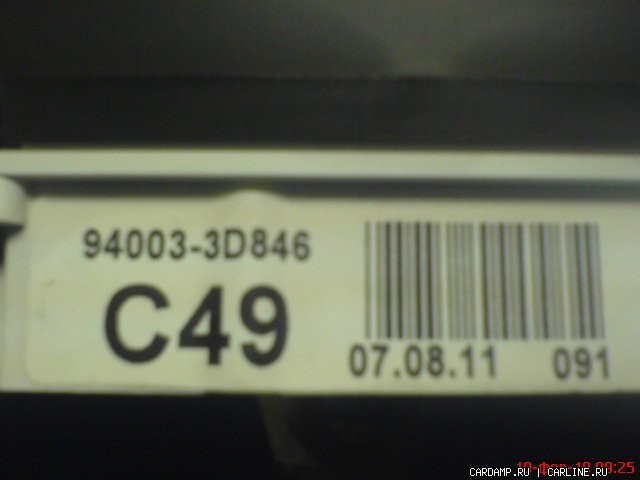 94003-3D846
C49
07.08.11 091
CARDAMP.RU | CARLINE.RU